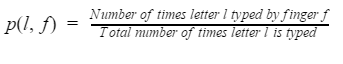 p(l, f) = Number of times letter l typed by finger f / Total number of times letter l is typed